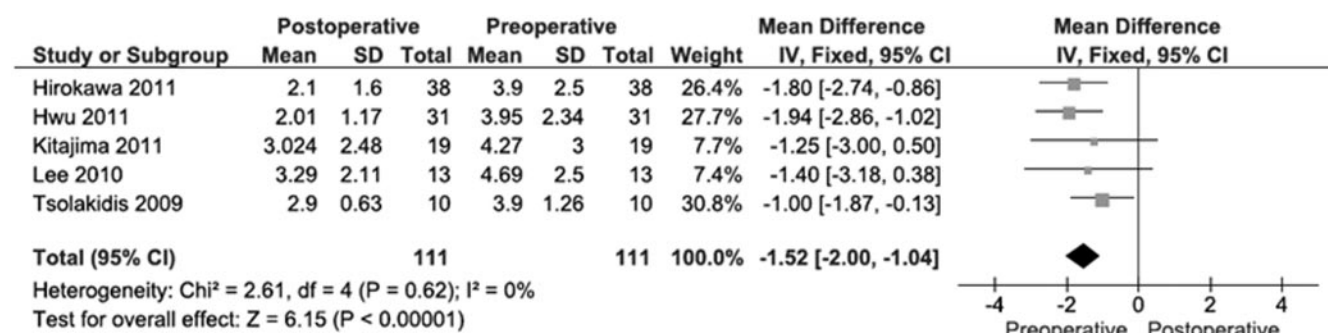 Postoperative Preoperative Mean Difference Mean Difference
Study or Subgroup Mean SD Total Mean SD Total Weight IV, Fixed, 95% CI IV, Fixed, 95% CI
Hirokawa 2011 2.1 1.6 38 3.9 2.5 38 26.4% -1.80 [-2.74, -0.86]
Hwu 2011 2.01 1.17 31 3.95 2.34 31 27.7% -1.94 [-2.86, -1.02]
Kitajima 2011 3.024 2.48 19 4.27 3 19 7.7% -1.25 [-3.00, 0.50]
Lee 2010 3.29 2.11 13 4.69 2.5 13 7.4% -1.40 [-3.18, 0.38]
Tsolakidis 2009 2.9 0.63 10 3.9 1.26 10 30.8% -1.00 [-1.87, -0.13]
Total (95% CI) 111 111 100.0% -1.52 [-2.00, -1.04]
Heterogeneity: Chi² = 2.61, df = 4 (P = 0.62); I² = 0%
Test for overall effect: Z = 6.15 (P < 0.00001)
-4 -2 0 2 4
Preoperative Postoperative